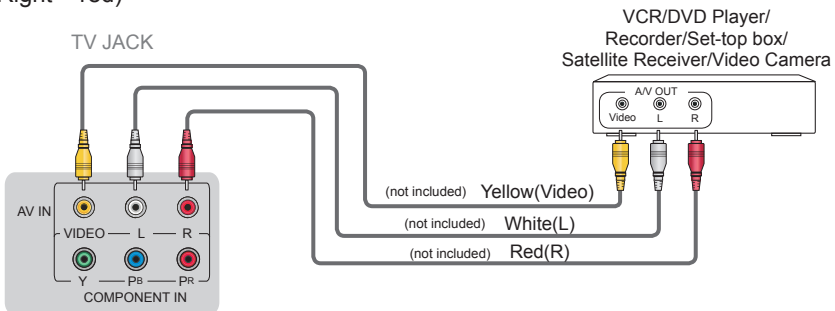 Right - red)
VCR/DVD Player/
Recorder/Set-top box/
Satellite Receiver/Video Camera
TV JACK
A/V OUT
Video L R
(not included) Yellow(Video)
(not included) White(L)
(not included) Red(R)
AV IN
VIDEO L R
Y PB PR
COMPONENT IN